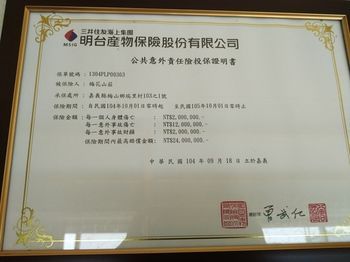 三井住友海上集團
MSIG 明台產物保險股份有限公司
公共意外責任險投保證明書
保單號碼：1304PLP00303
被保險人：梅花山莊
承保處所：嘉義縣梅山鄉瑞里村103之1號
保險期間：自民國104年10月01日零時起 至民國105年10月01日零時止
保險金額：每一個人身體傷亡：NT$2,000,000.-
每一意外事故傷亡：NT$12,000,000.-
每一意外事故財損：NT$2,000,000.-
保險期間內最高賠償金額：NT$24,000,000.-
中華民國 104 年 09 月 18 日 立於嘉義